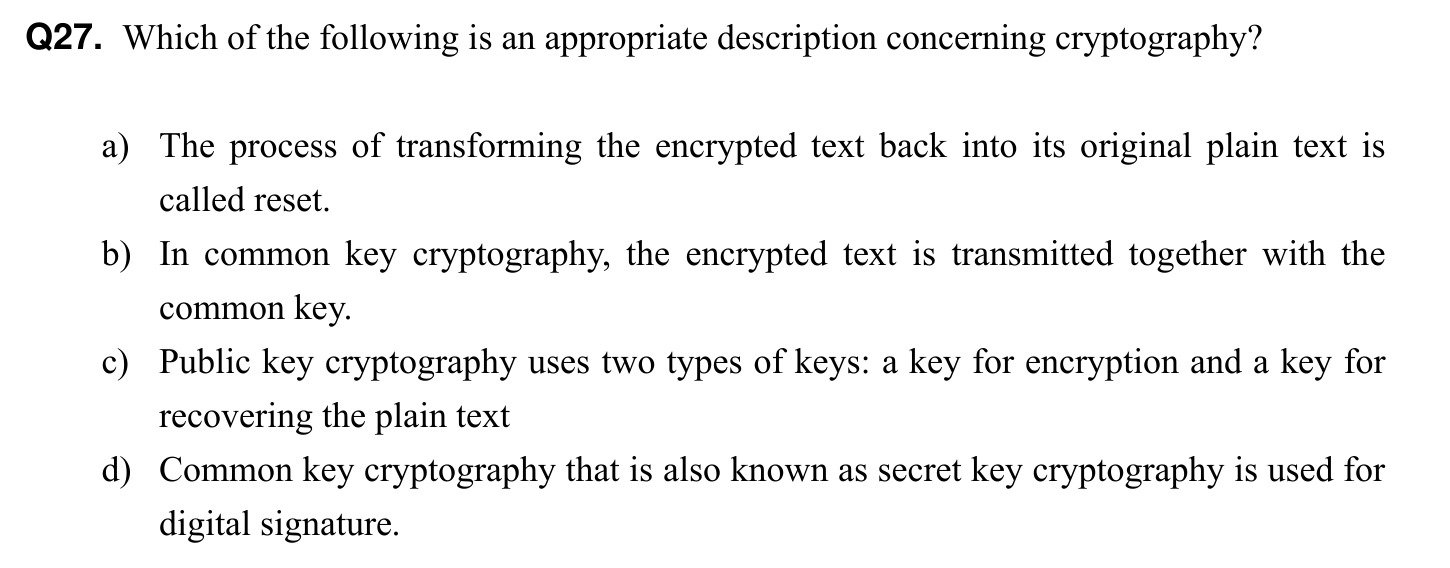 Q27. Which of the following is an appropriate description concerning cryptography?
a) The process of transforming the encrypted text back into its original plain text is
called reset.
b) In common key cryptography, the encrypted text is transmitted together with the
common key.
c) Public key cryptography uses two types of keys: a key for encryption and a key for
recovering the plain text
d) Common key cryptography that is also known as secret key cryptography is used for
digital signature.